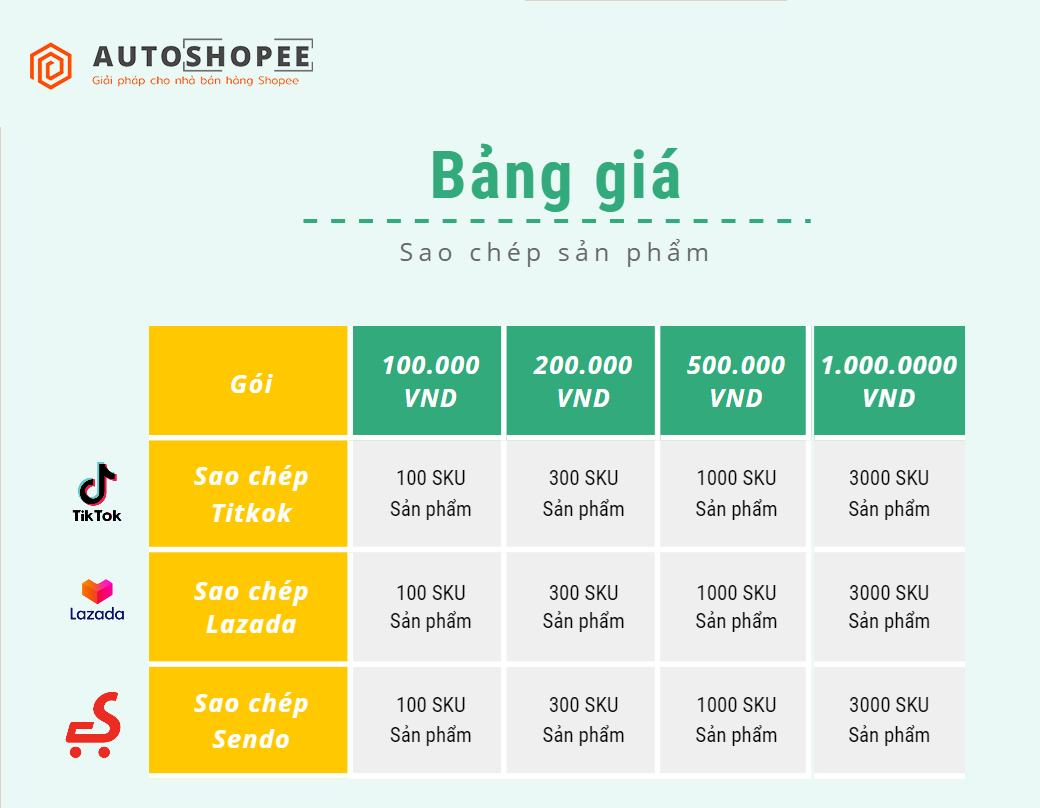 AUTOSHOPEE
Giải pháp cho nhà bán hàng Shopee
Bảng giá
Sao chép sản phẩm
Gói
100.000 VND
200.000 VND
500.000 VND
1.000.0000 VND
TikTok
Sao chép Titkok
100 SKU Sản phẩm
300 SKU Sản phẩm
1000 SKU Sản phẩm
3000 SKU Sản phẩm
Lazada
Sao chép Lazada
100 SKU Sản phẩm
300 SKU Sản phẩm
1000 SKU Sản phẩm
3000 SKU Sản phẩm
Sao chép Sendo
100 SKU Sản phẩm
300 SKU Sản phẩm
1000 SKU Sản phẩm
3000 SKU Sản phẩm